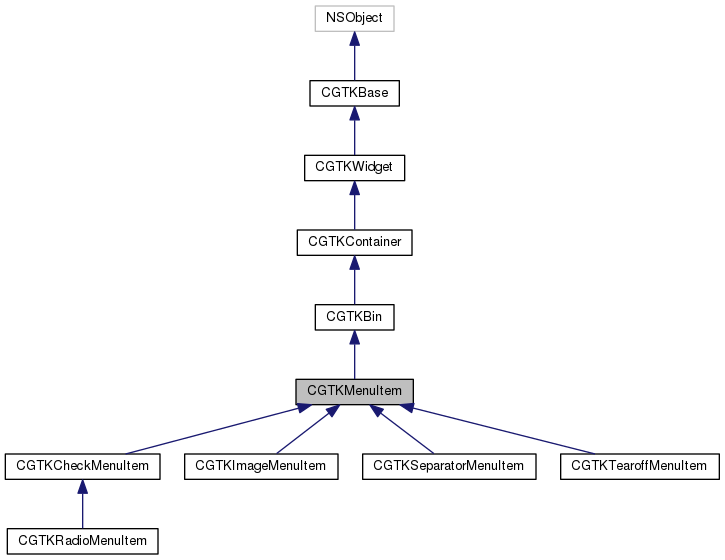 NSObject
CGTKBase
CGTKWidget
CGTKContainer
CGTKBin
CGTKMenuItem
CGTKCheckMenuItem
CGTKImageMenuItem
CGTKSeparatorMenuItem
CGTKTearoffMenuItem
CGTKRadioMenuItem